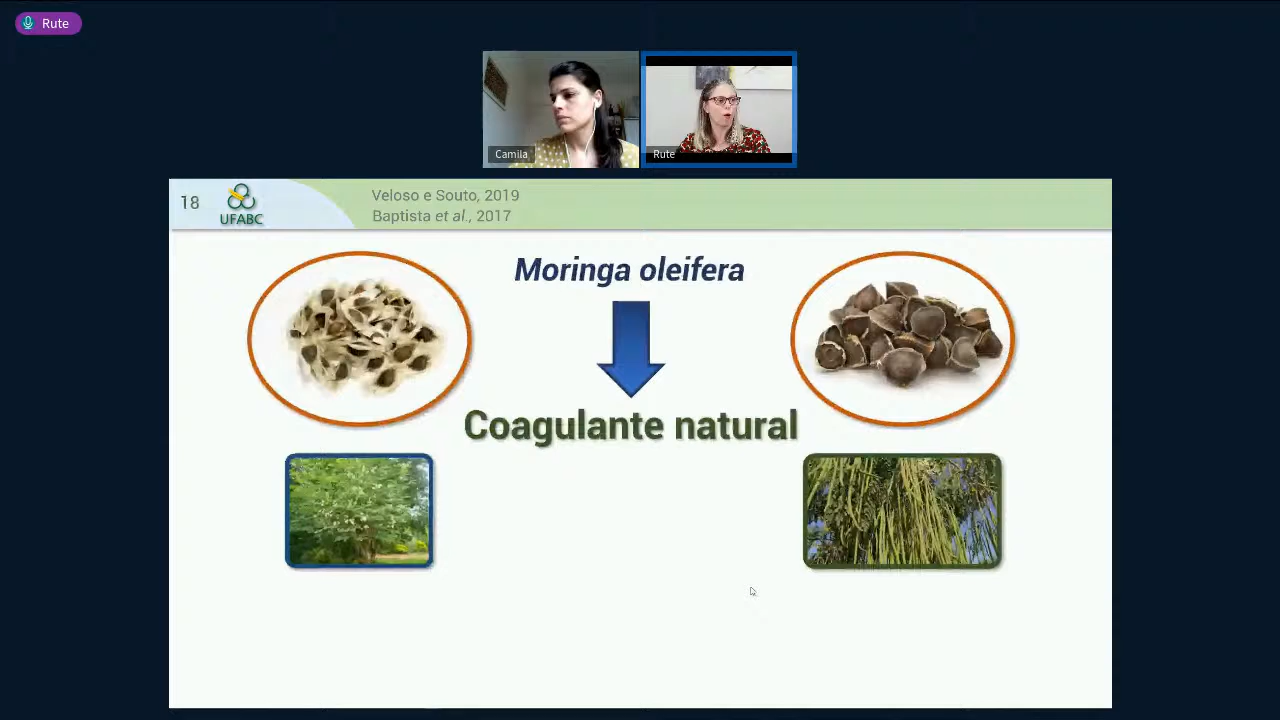 Rute
Camila
Rute
18
UFABC
Veloso e Souto, 2019
Baptista et al., 2017
Moringa oleifera
Coagulante natural